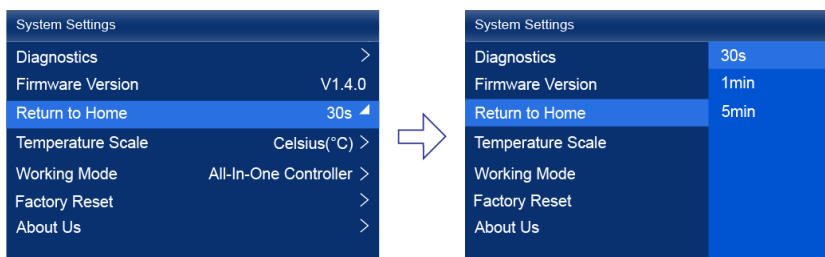 System Settings
Diagnostics >
Firmware Version V1.4.0
Return to Home 30s
Temperature Scale Celsius(°C) >
Working Mode All-In-One Controller >
Factory Reset >
About Us >
System Settings
Diagnostics 30s
Firmware Version 1min
Return to Home 5min
Temperature Scale
Working Mode
Factory Reset
About Us